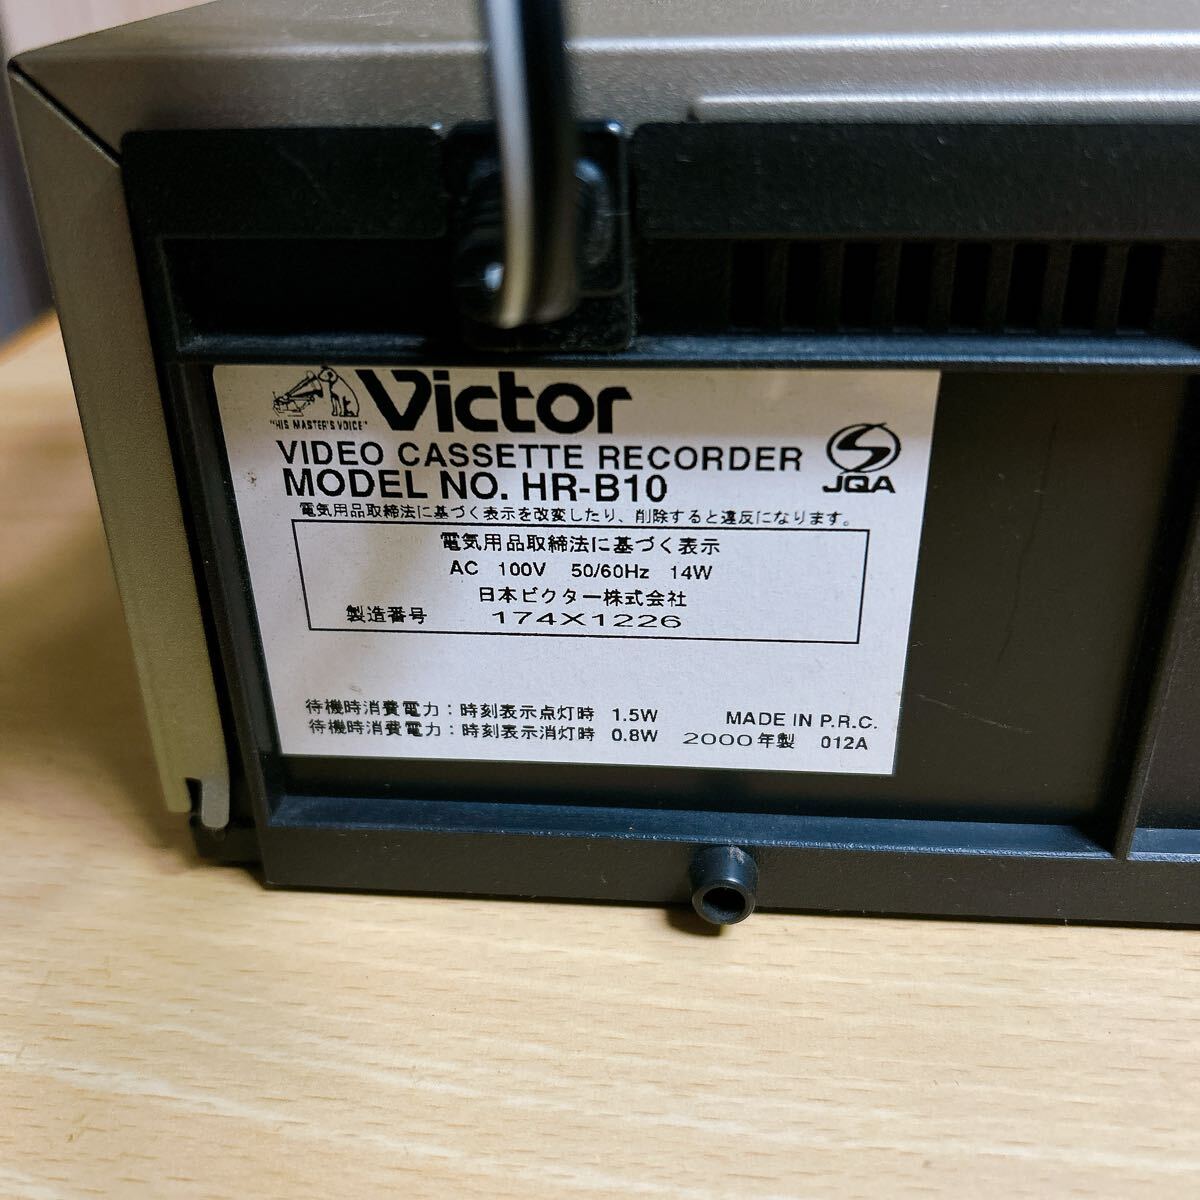 Victor
"HIS MASTER'S VOICE"
VIDEO CASSETTE RECORDER
MODEL NO. HR-B10
JQA
電気用品取締法に基づく表示を改変したり、削除すると違反になります。
電気用品取締法に基づく表示
AC 100V 50/60Hz 14W
日本ビクター株式会社
製造番号 174X1226
待機時消費電力：時刻表示点灯時 1.5W
待機時消費電力：時刻表示消灯時 0.8W
MADE IN P.R.C.
2000年製 012A